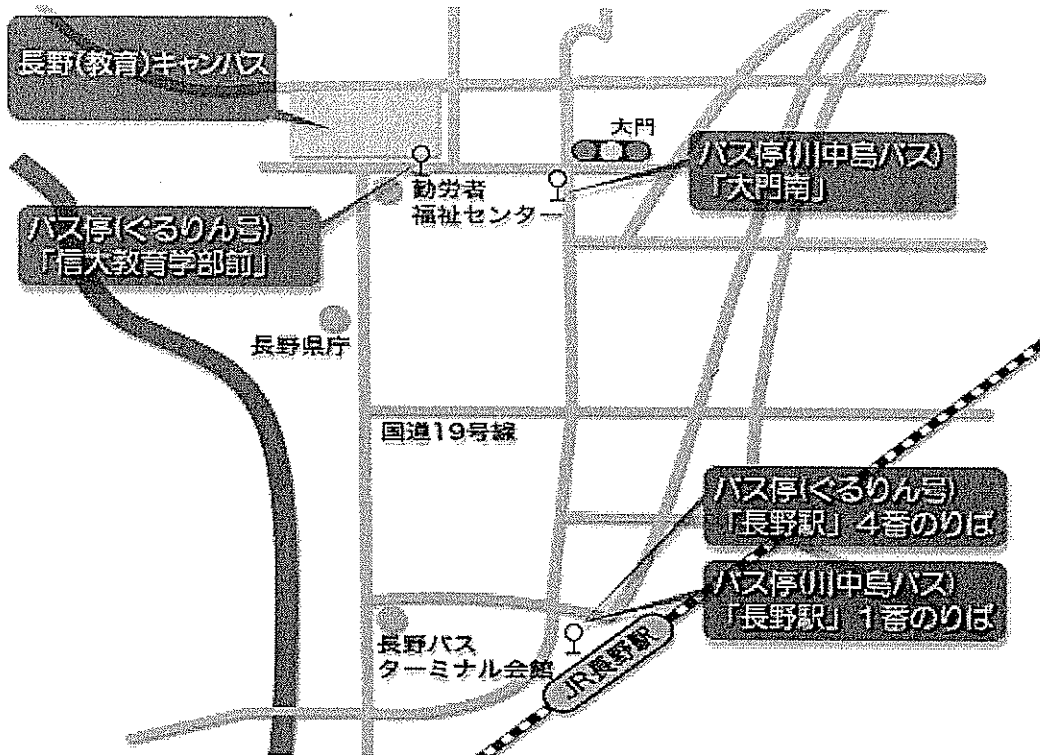 長野(教育)キャンパス
大門
バス停(川中島バス)
「大門南」
勤労者
福祉センター
バス停(ぐるりん号)
「信大教育学部前」
長野県庁
国道19号線
バス停(ぐるりん号)
「長野駅」4番のりば
バス停(川中島バス)
「長野駅」1番のりば
長野バス
ターミナル会館
JR長野駅